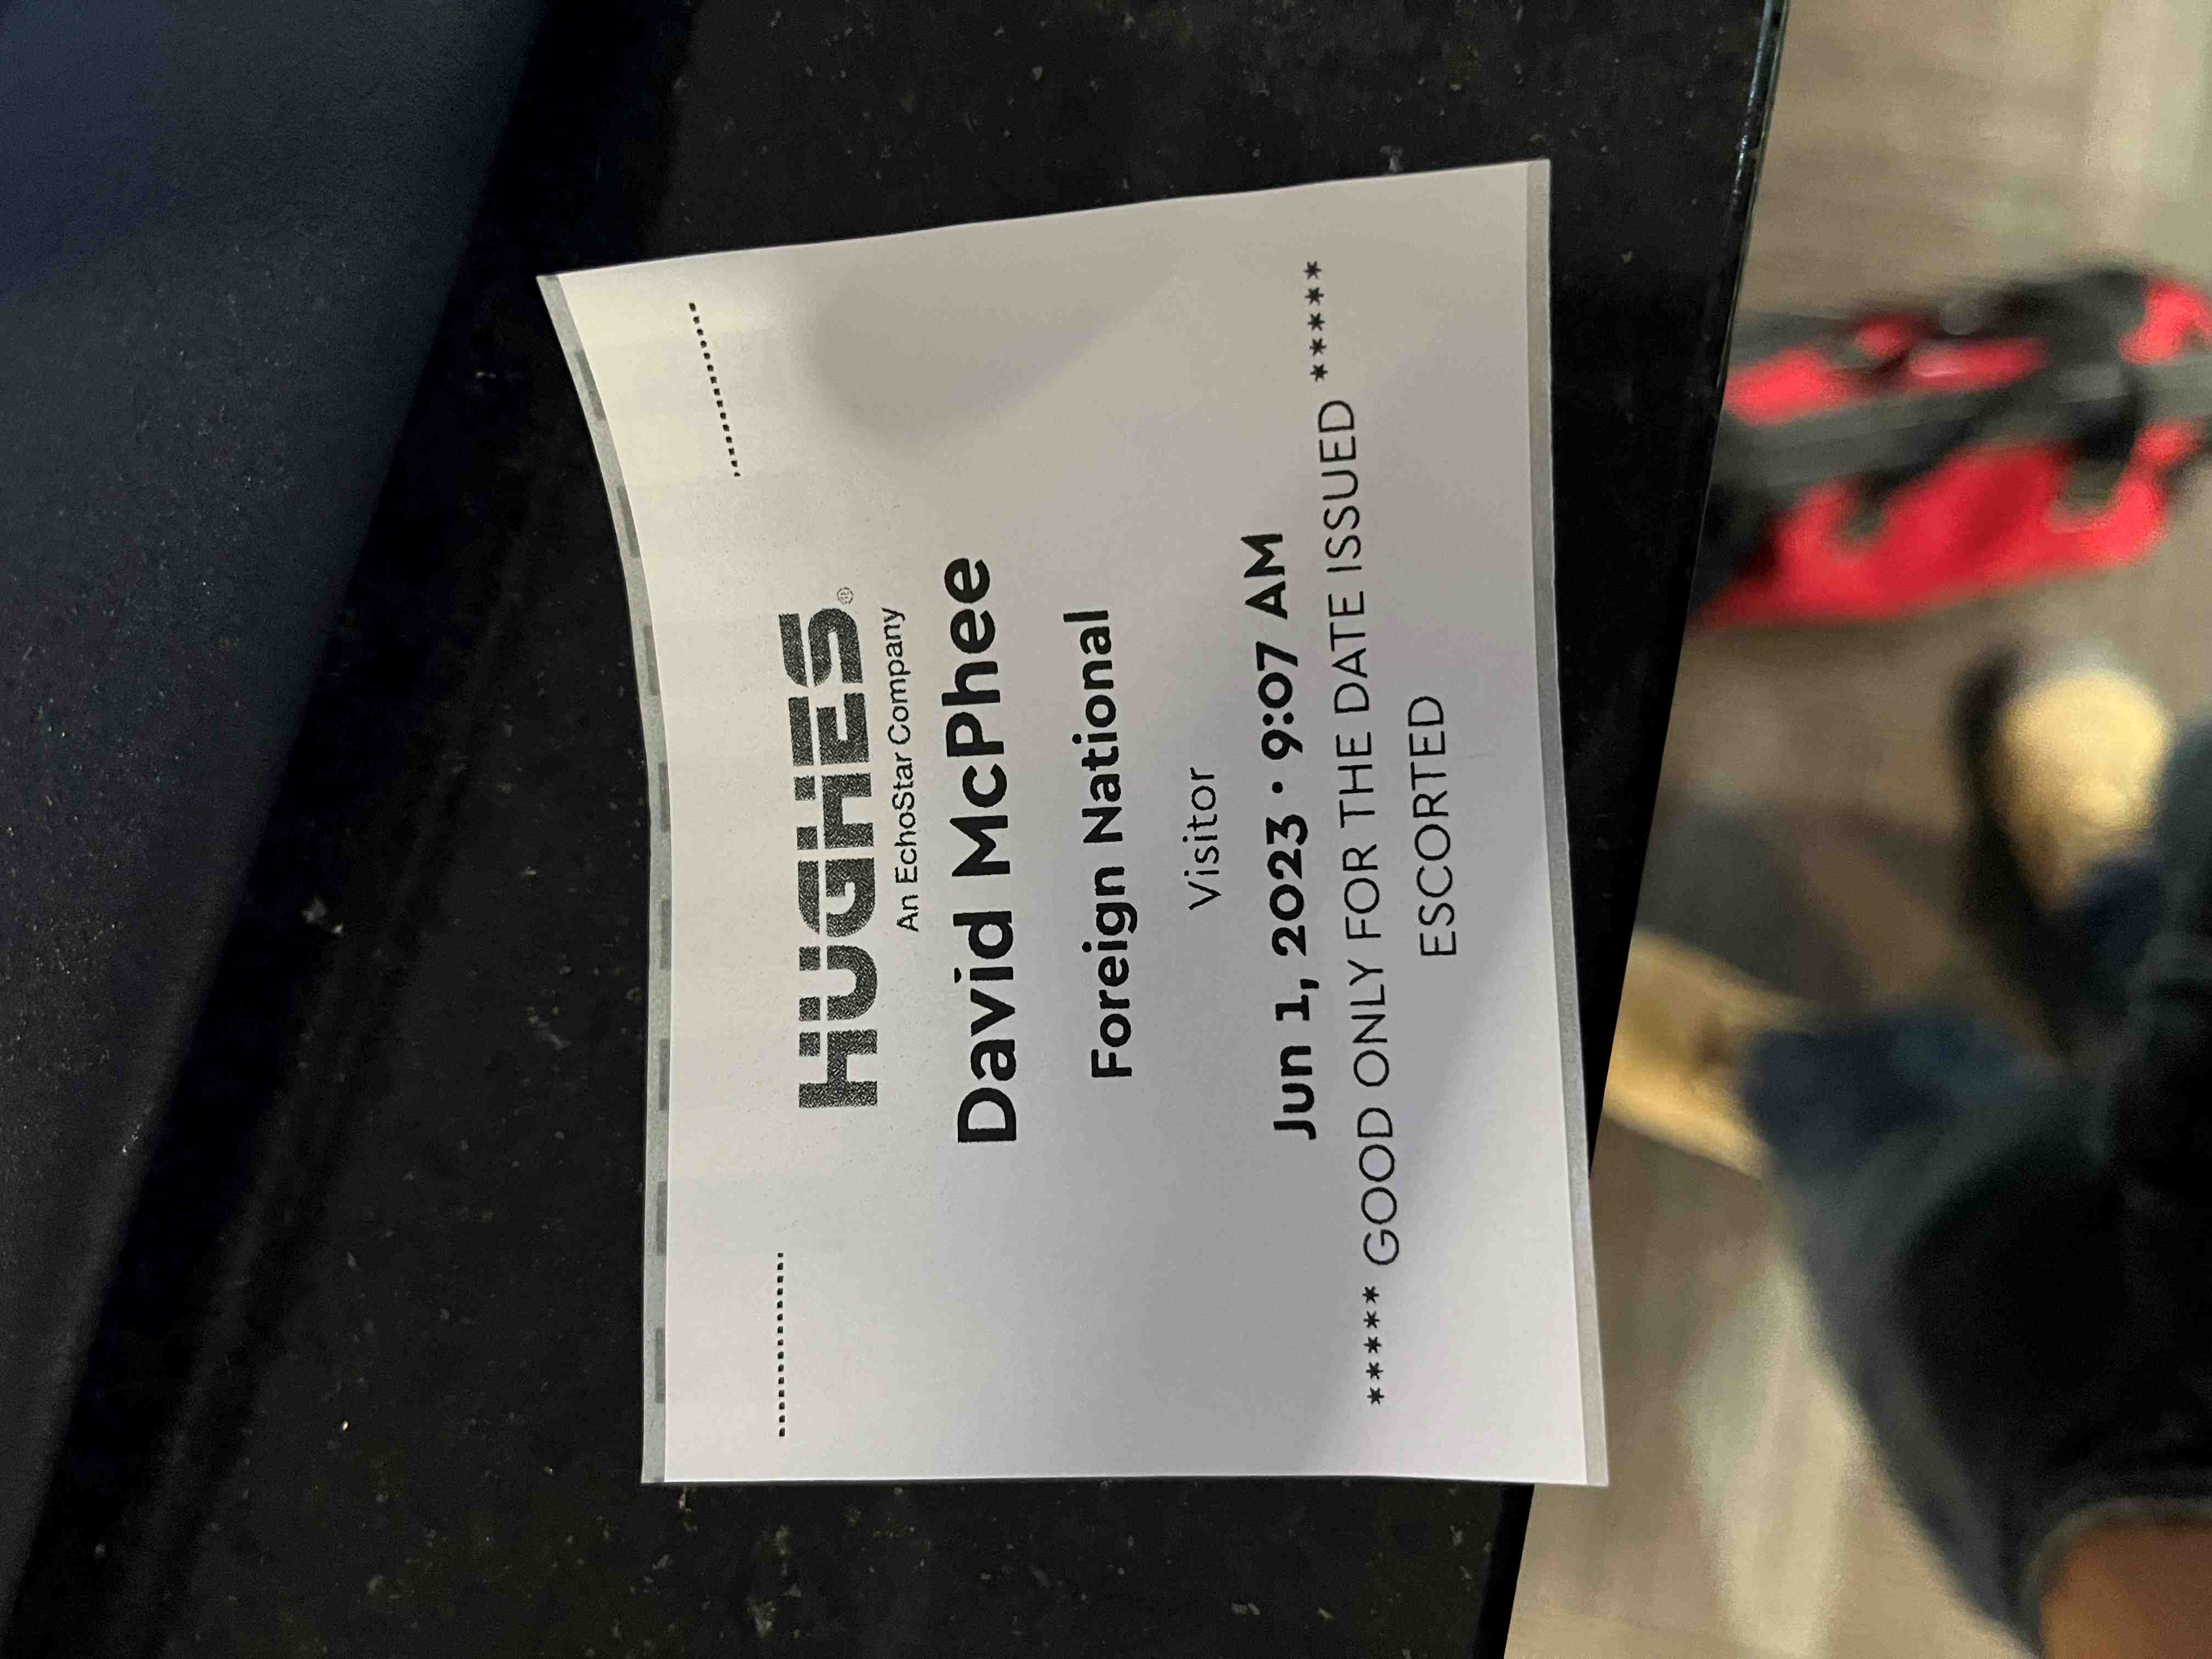 HUGHES®
An EchoStar Company
David McPhee
Foreign National
Visitor
Jun 1, 2023 · 9:07 AM
***** GOOD ONLY FOR THE DATE ISSUED *****
ESCORTED